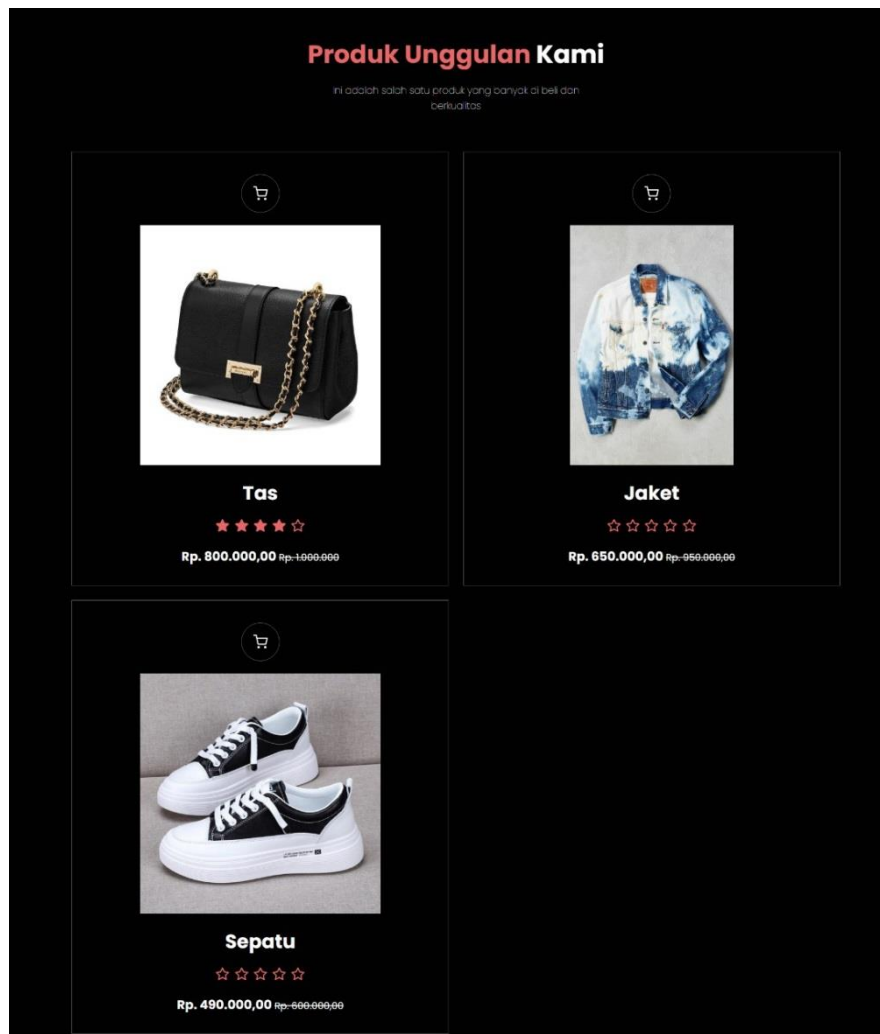 Produk Unggulan Kami
Ini adalah salah satu produk yang banyak di beli dan
berkualitas
Tas
Rp. 800.000,00 Rp. 1.000.000
Jaket
Rp. 650.000,00 Rp. 950.000,00
Sepatu
Rp. 490.000,00 Rp. 600.000,00